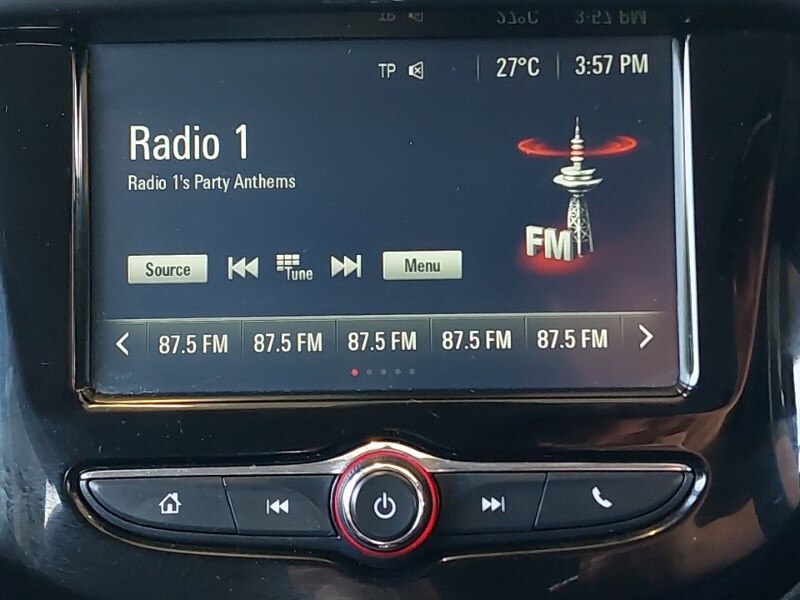 TP 27°C 3:57 PM
Radio 1
Radio 1's Party Anthems
FM
Source Tune Menu
87.5 FM 87.5 FM 87.5 FM 87.5 FM 87.5 FM